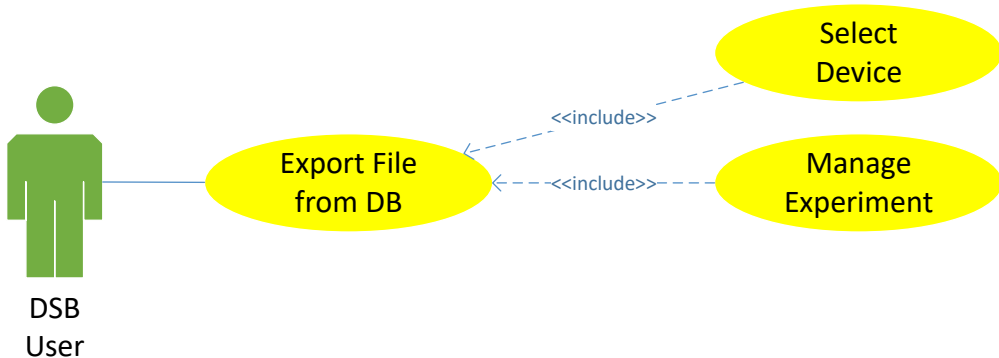 Select
Device
<<include>>
Export File
from DB
<<include>>
Manage
Experiment
DSB
User